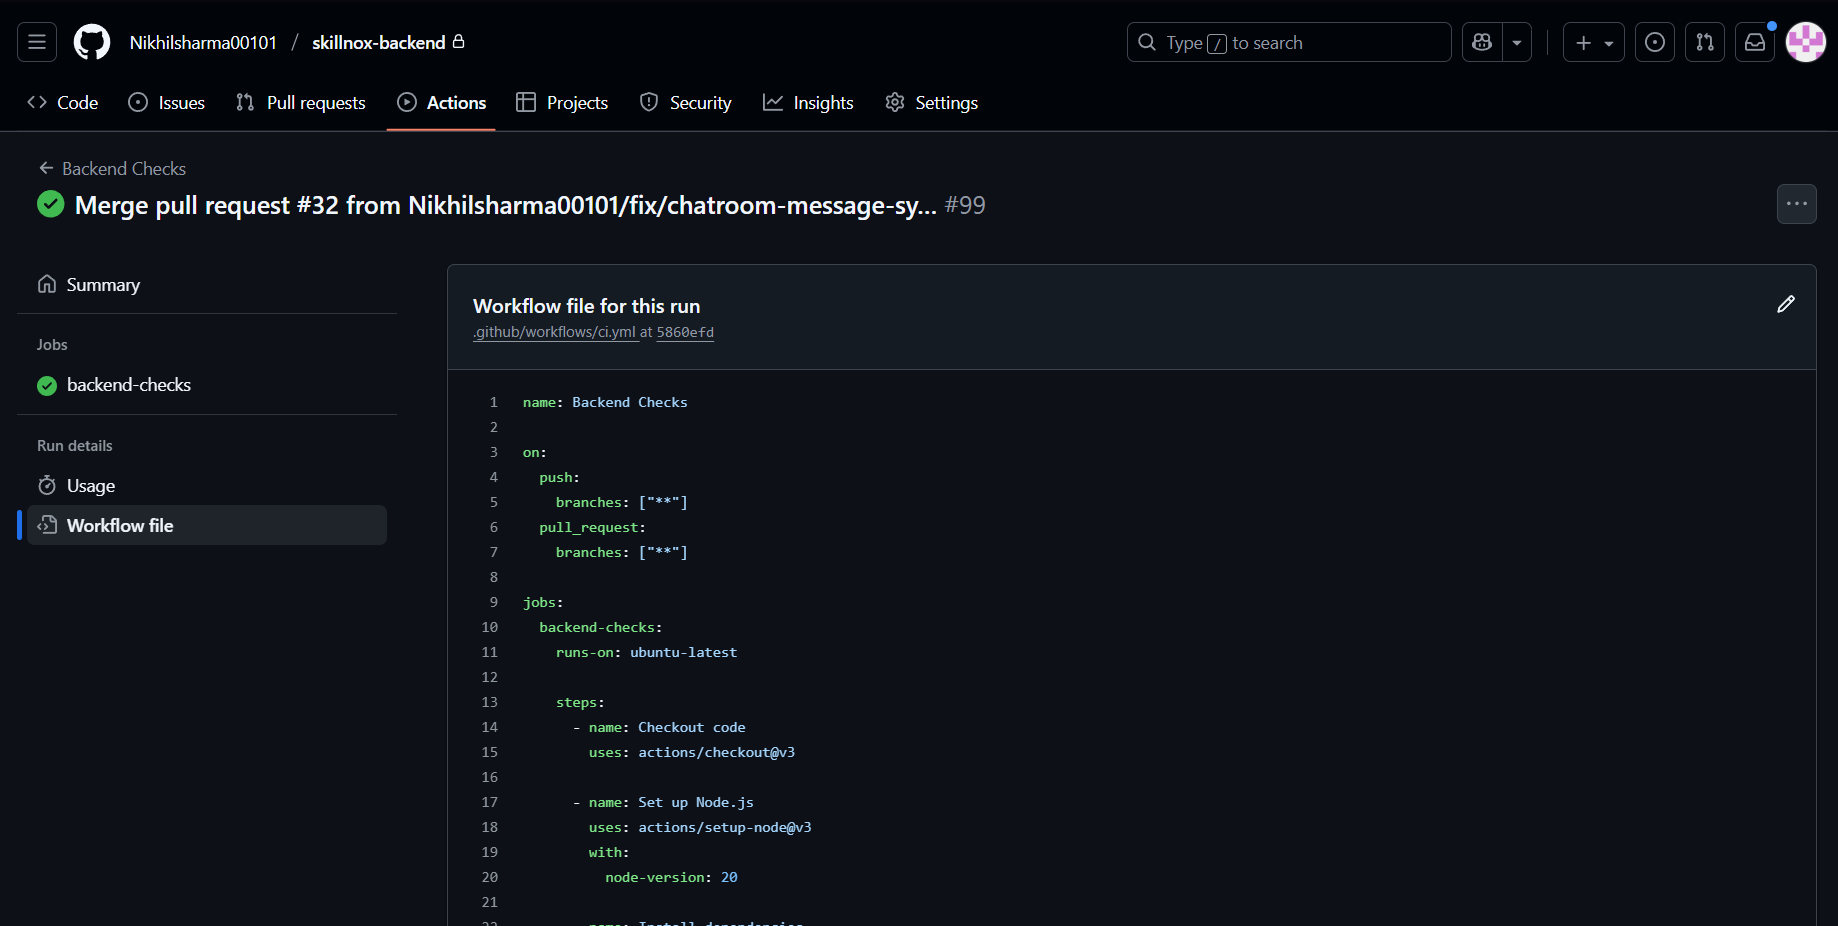 Nikhilsharma00101 / skillnox-backend
Type / to search
Code Issues Pull requests Actions Projects Security Insights Settings
Backend Checks
Merge pull request #32 from Nikhilsharma00101/fix/chatroom-message-sy... #99
Summary
Jobs
backend-checks
Run details
Usage
Workflow file
Workflow file for this run
.github/workflows/ci.yml at 5860efd
1 name: Backend Checks
2
3 on:
4 push:
5 branches: ["**"]
6 pull_request:
7 branches: ["**"]
8
9 jobs:
10 backend-checks:
11 runs-on: ubuntu-latest
12
13 steps:
14 - name: Checkout code
15 uses: actions/checkout@v3
16
17 - name: Set up Node.js
18 uses: actions/setup-node@v3
19 with:
20 node-version: 20
21
22 - name: Install dependencies